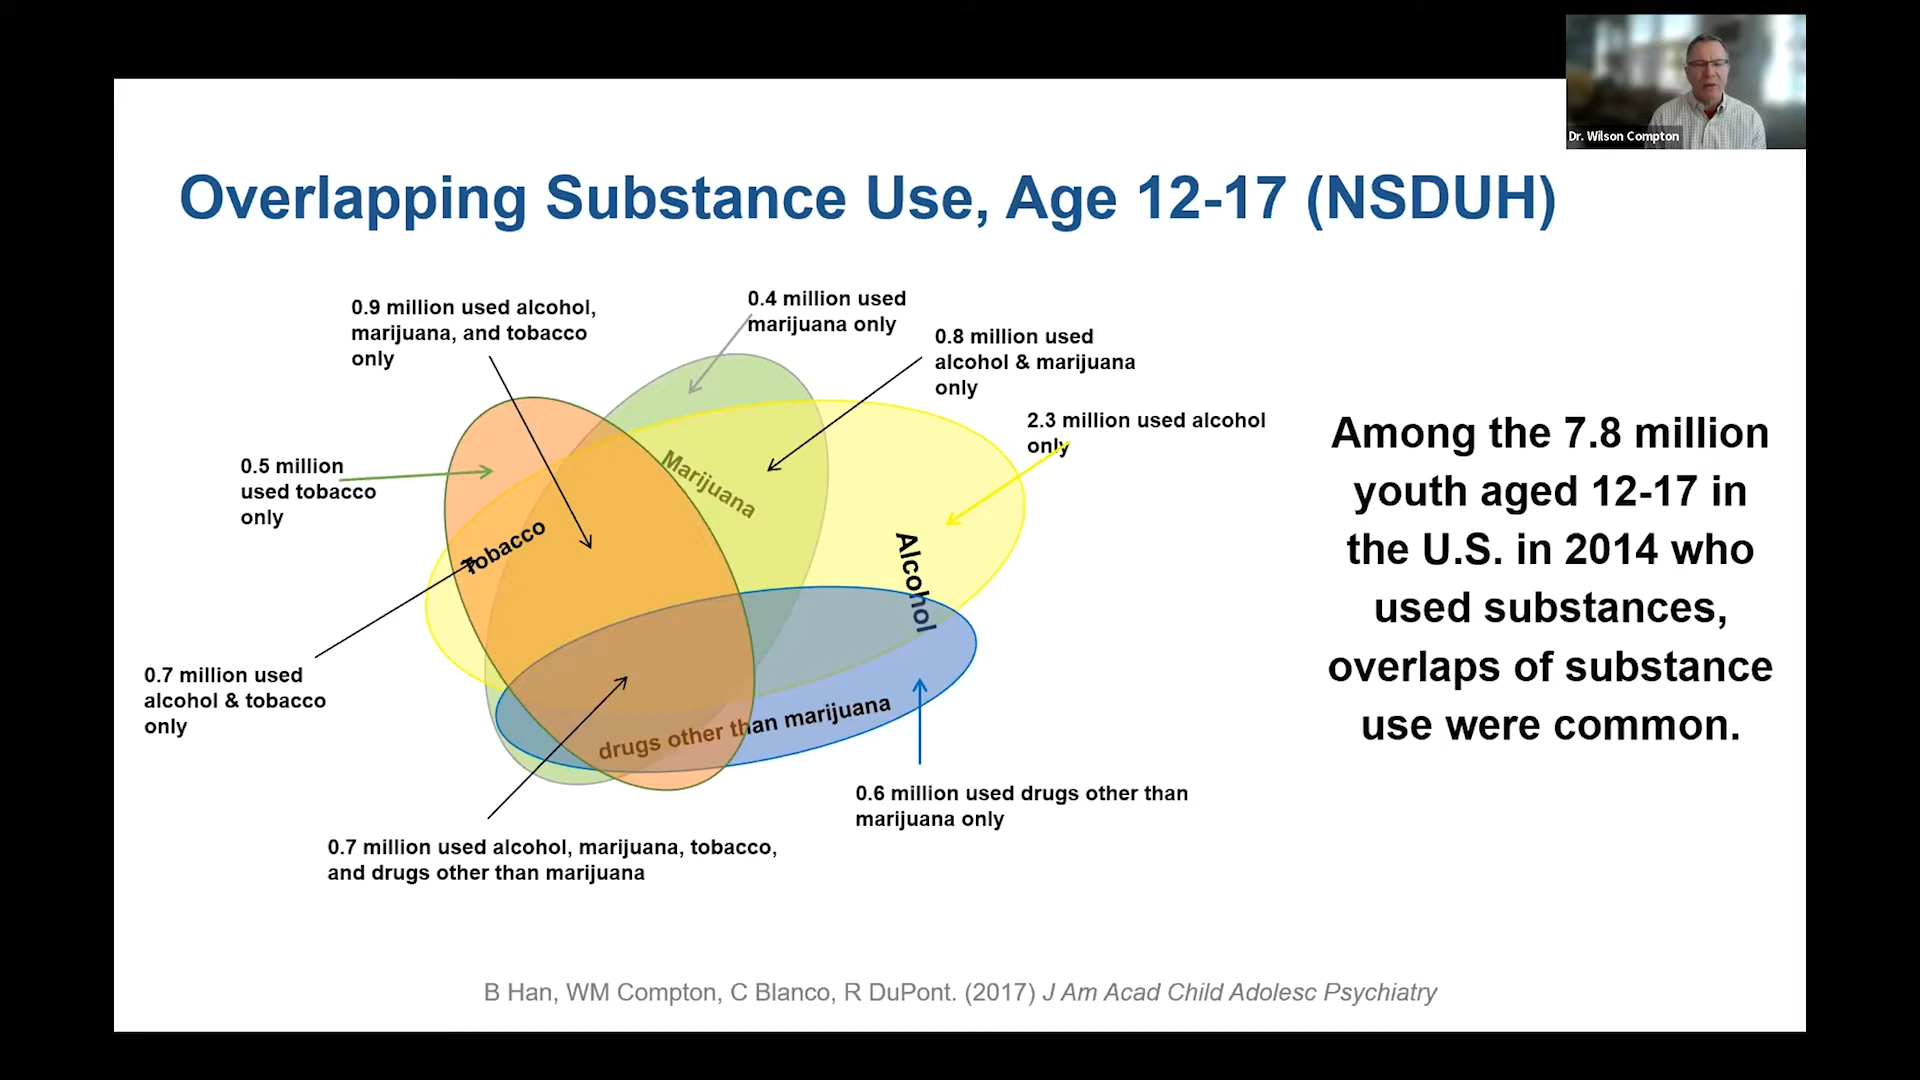 Dr. Wilson Compton
Overlapping Substance Use, Age 12-17 (NSDUH)
0.9 million used alcohol,
marijuana, and tobacco
only
0.4 million used
marijuana only
0.8 million used
alcohol & marijuana
only
2.3 million used alcohol
only
0.5 million
used tobacco
only
Marijuana
Tobacco
Alcohol
drugs other than marijuana
0.7 million used
alcohol & tobacco
only
0.6 million used drugs other than
marijuana only
0.7 million used alcohol, marijuana, tobacco,
and drugs other than marijuana
Among the 7.8 million
youth aged 12-17 in
the U.S. in 2014 who
used substances,
overlaps of substance
use were common.
B Han, WM Compton, C Blanco, R DuPont. (2017) J Am Acad Child Adolesc Psychiatry